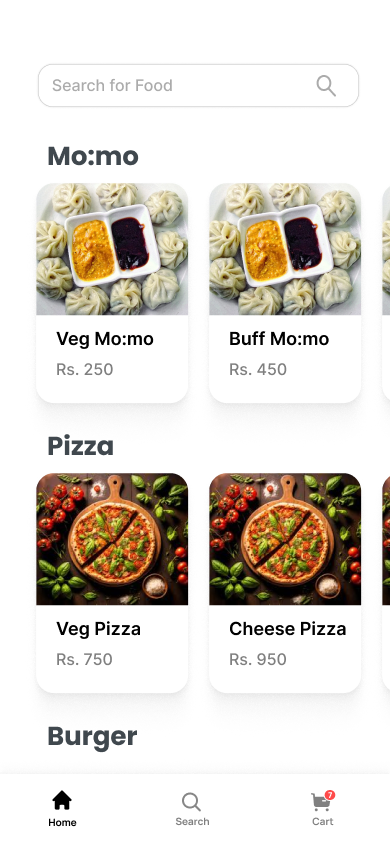 Search for Food
Mo:mo
Veg Mo:mo
Rs. 250
Buff Mo:mo
Rs. 450
Pizza
Veg Pizza
Rs. 750
Cheese Pizza
Rs. 950
Burger
Home
Search
7
Cart